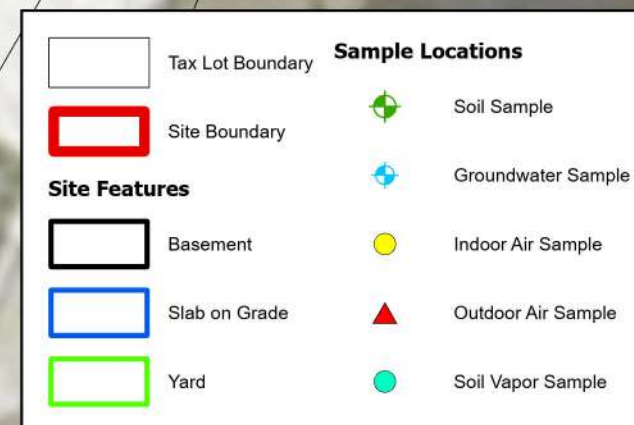 Tax Lot Boundary
Site Boundary
Site Features
Basement
Slab on Grade
Yard
Sample Locations
Soil Sample
Groundwater Sample
Indoor Air Sample
Outdoor Air Sample
Soil Vapor Sample